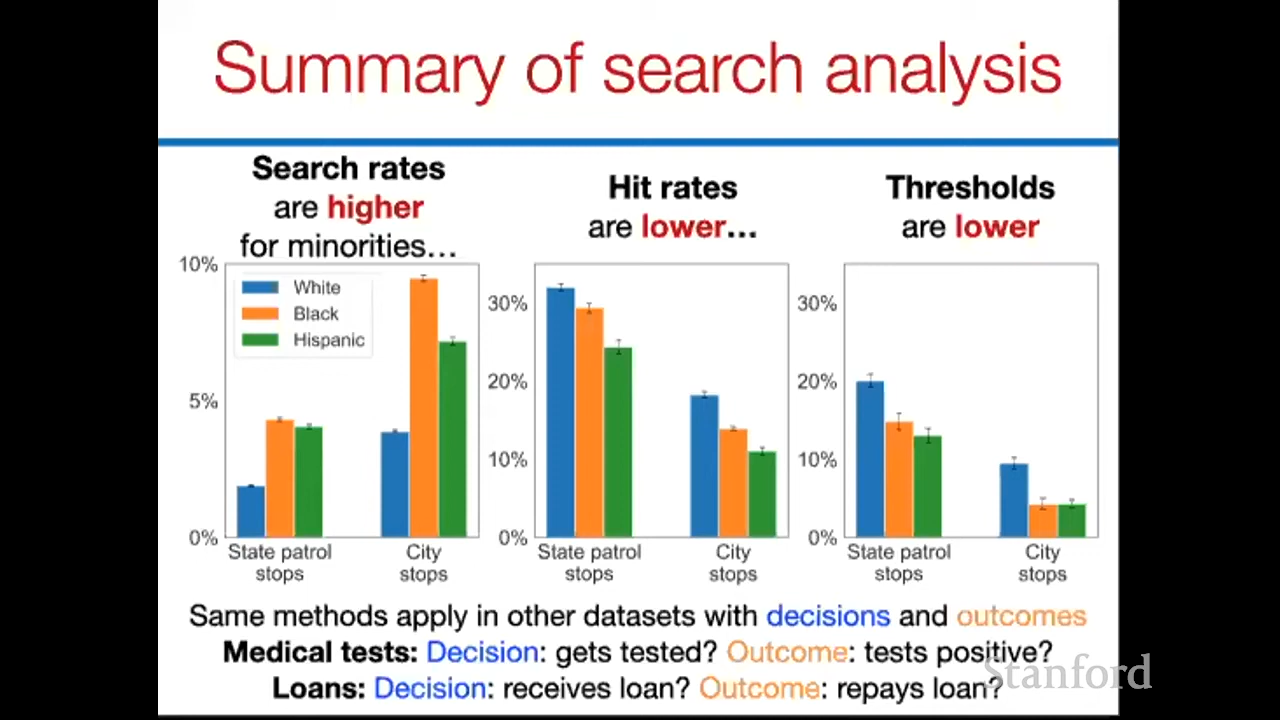 Summary of search analysis
Search rates
are higher
for minorities...
Hit rates
are lower...
Thresholds
are lower
10%
5%
0%
White
Black
Hispanic
State patrol
stops
City
stops
30%
20%
10%
0%
State patrol
stops
City
stops
30%
20%
10%
0%
State patrol
stops
City
stops
Same methods apply in other datasets with decisions and outcomes
Medical tests: Decision: gets tested? Outcome: tests positive?
Loans: Decision: receives loan? Outcome: repays loan?
Stanford